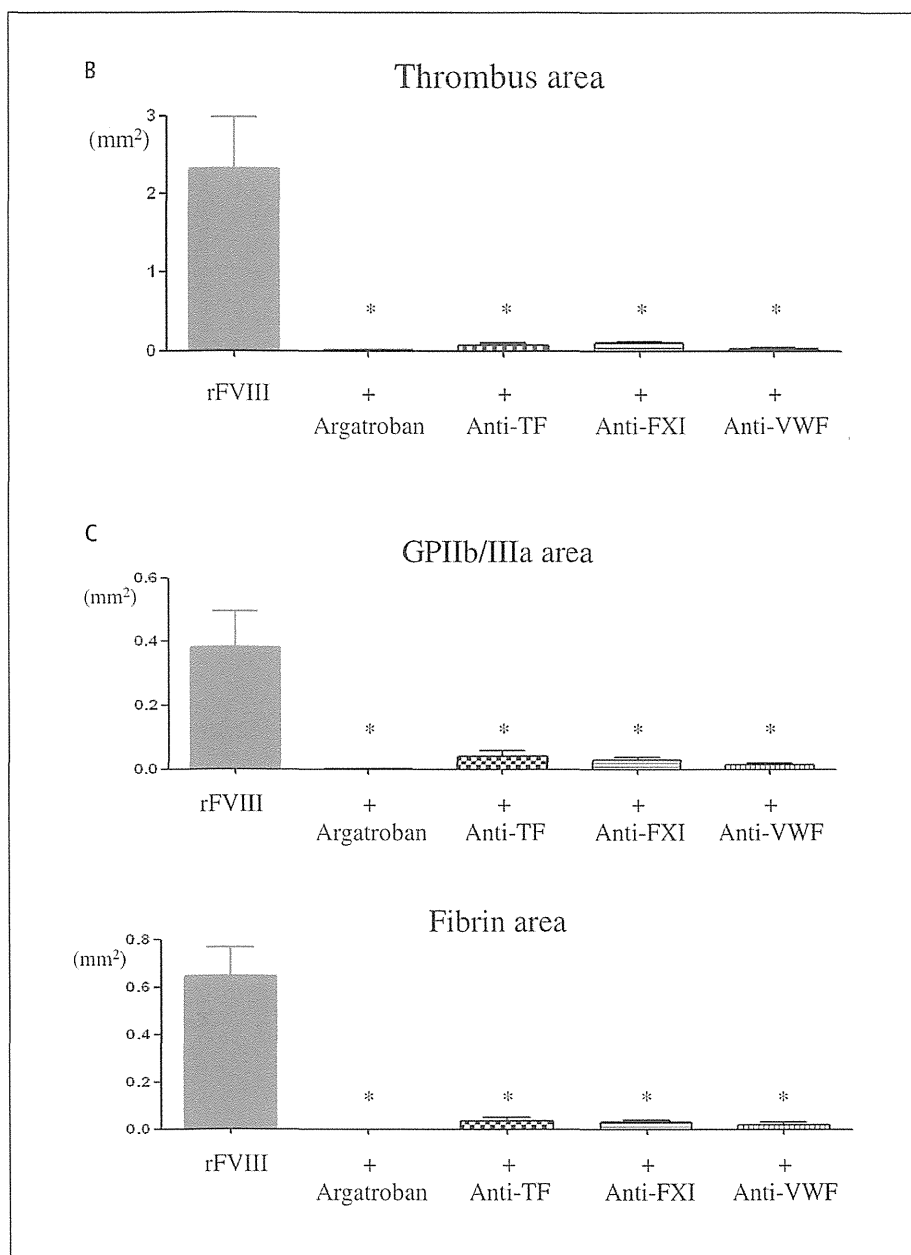 B
Thrombus area
(mm²)
3
2
1
0
* * * *
rFVIII + + + +
Argatroban Anti-TF Anti-FXI Anti-VWF
C
GPIIb/IIIa area
(mm²)
0.6
0.4
0.2
0.0
* * * *
rFVIII + + + +
Argatroban Anti-TF Anti-FXI Anti-VWF
Fibrin area
(mm²)
0.8
0.6
0.4
0.2
0.0
* * * *
rFVIII + + + +
Argatroban Anti-TF Anti-FXI Anti-VWF